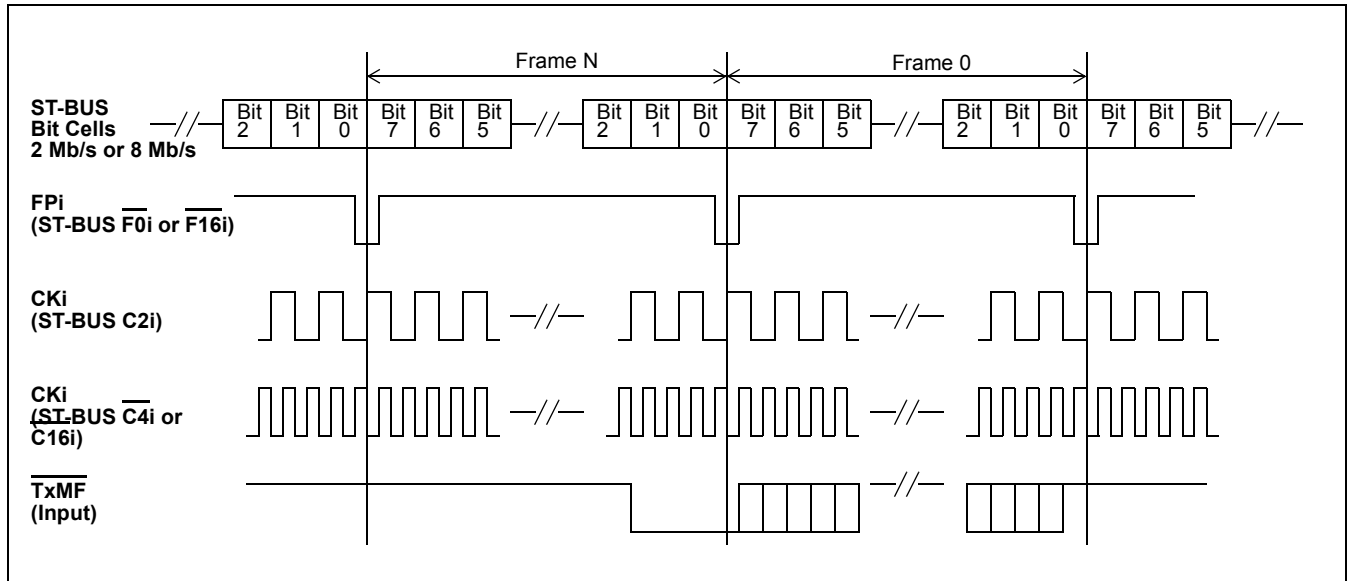 Frame N
Frame 0
ST-BUS
Bit Cells
2 Mb/s or 8 Mb/s
Bit 2 Bit 1 Bit 0 Bit 7 Bit 6 Bit 5 Bit 2 Bit 1 Bit 0 Bit 7 Bit 6 Bit 5 Bit 2 Bit 1 Bit 0 Bit 7 Bit 6 Bit 5
FPi
(ST-BUS F0i or F16i)
CKi
(ST-BUS C2i)
CKi
(ST-BUS C4i or
C16i)
TxMF
(Input)